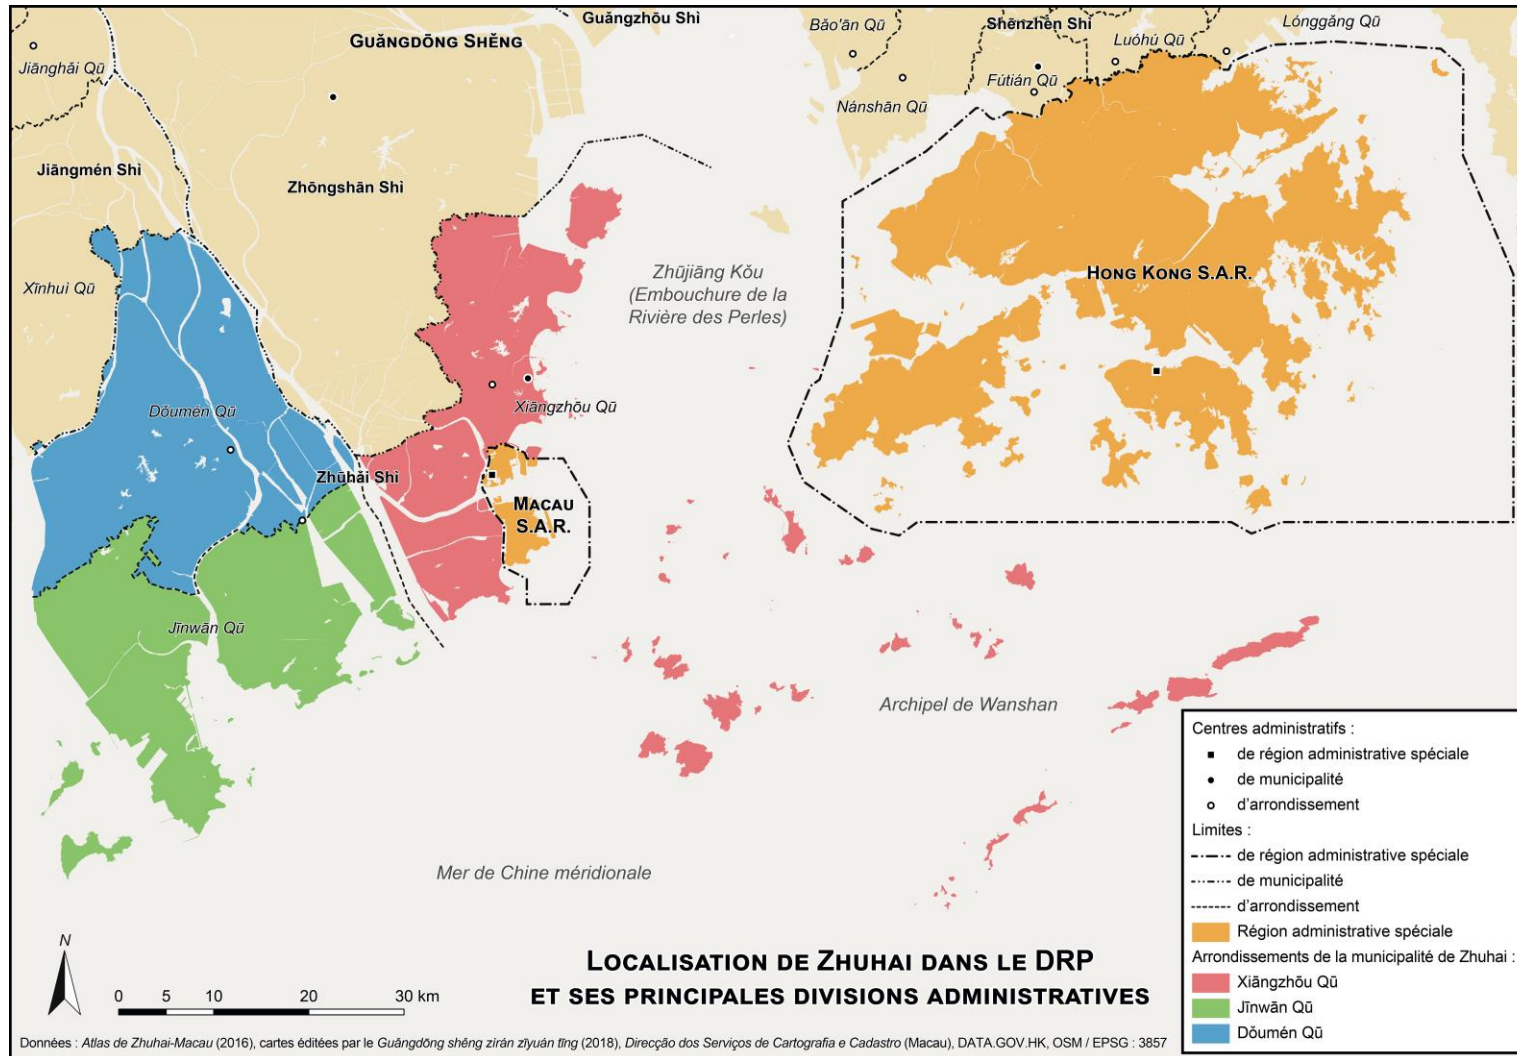 Guǎngzhōu Shì
Guǎngdōng Shěng
Jiānghǎi Qū
Bǎo'ān Qū
Shēnzhèn Shì
Luóhú Qū
Lónggǎng Qū
Fútián Qū
Nánshān Qū
Jiāngmén Shì
Zhōngshān Shì
Xīnhuì Qū
Zhūjiāng Kǒu
(Embouchure de la
Rivière des Perles)
Hong Kong S.A.R.
Dǒumén Qū
Xiāngzhōu Qū
Zhūhǎi Shì
Macau
S.A.R.
Jīnwān Qū
Archipel de Wanshan
Mer de Chine méridionale
Centres administratifs :
de région administrative spéciale
de municipalité
d'arrondissement
Limites :
de région administrative spéciale
de municipalité
d'arrondissement
Région administrative spéciale
Arrondissements de la municipalité de Zhuhai :
Xiāngzhōu Qū
Jīnwān Qū
Dǒumén Qū
N
0 5 10 20 30 km
Localisation de Zhuhai dans le DRP
et ses principales divisions administratives
Données : Atlas de Zhuhai-Macau (2016), cartes éditées par le Guǎngdōng shěng zìrán zīyuán tīng (2018), Direcção dos Serviços de Cartografia e Cadastro (Macau), DATA.GOV.HK, OSM / EPSG : 3857